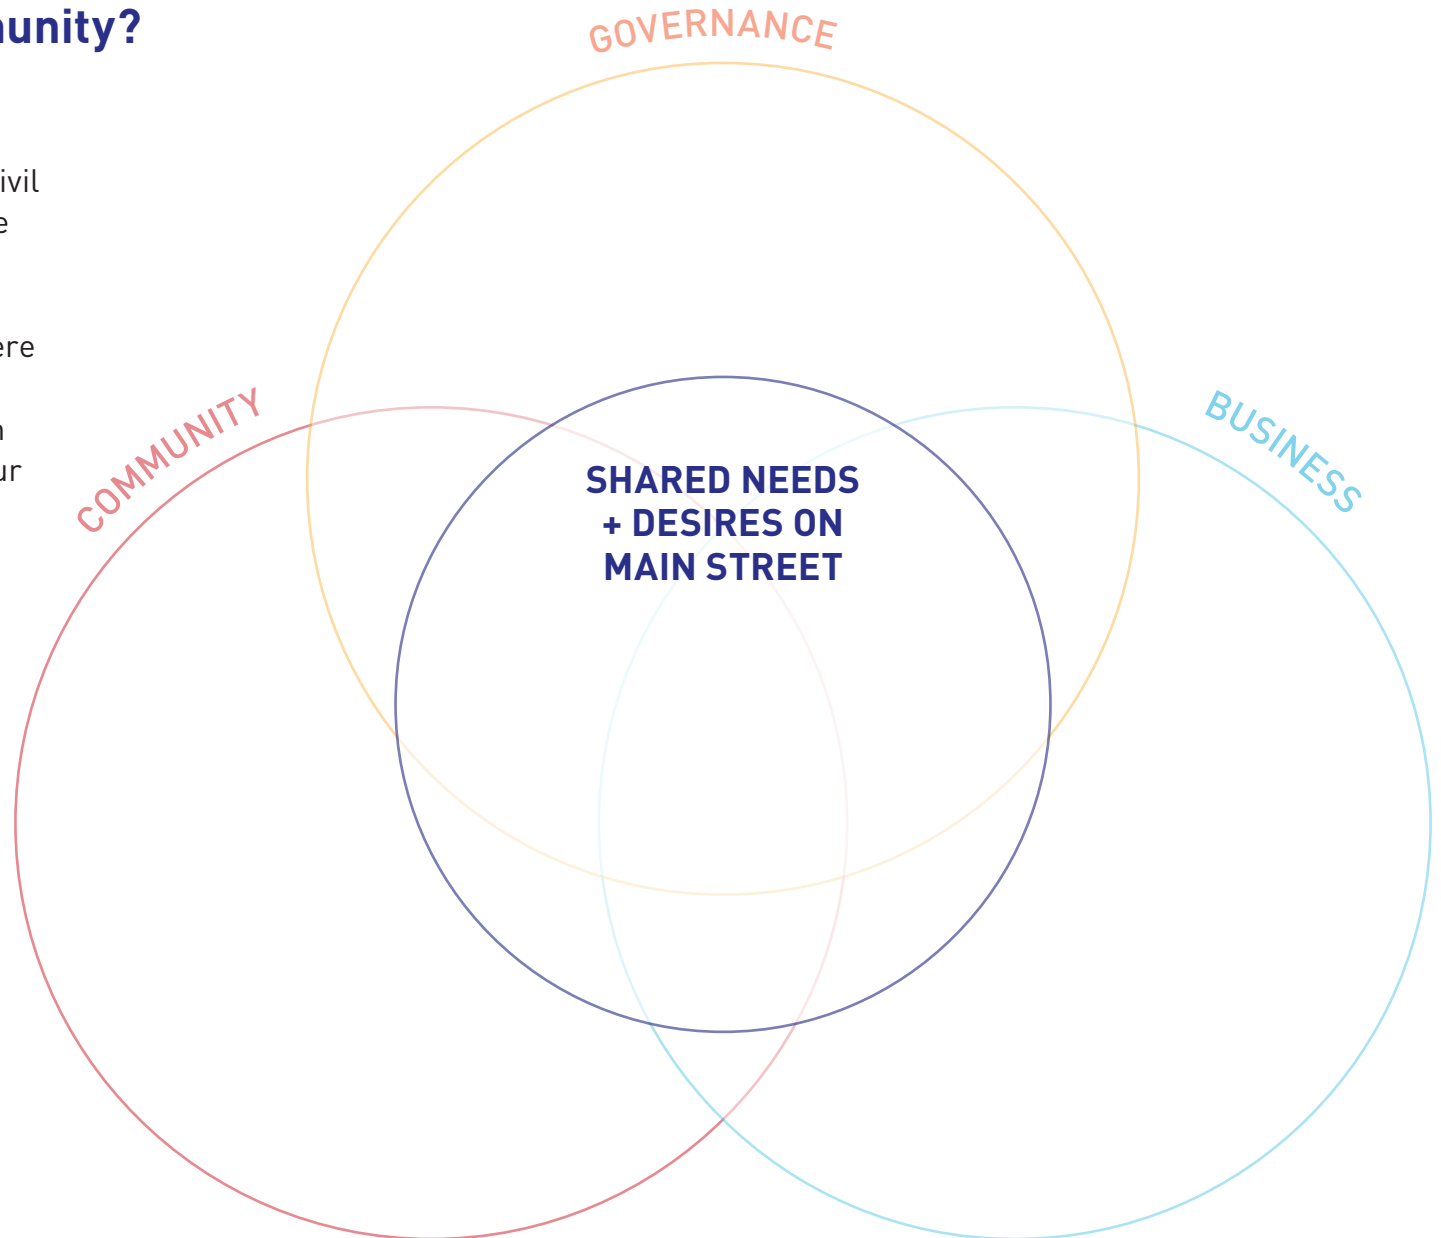 unity?
ivil
e
ere
n
ur
GOVERNANCE
COMMUNITY
BUSINESS
SHARED NEEDS
+ DESIRES ON
MAIN STREET